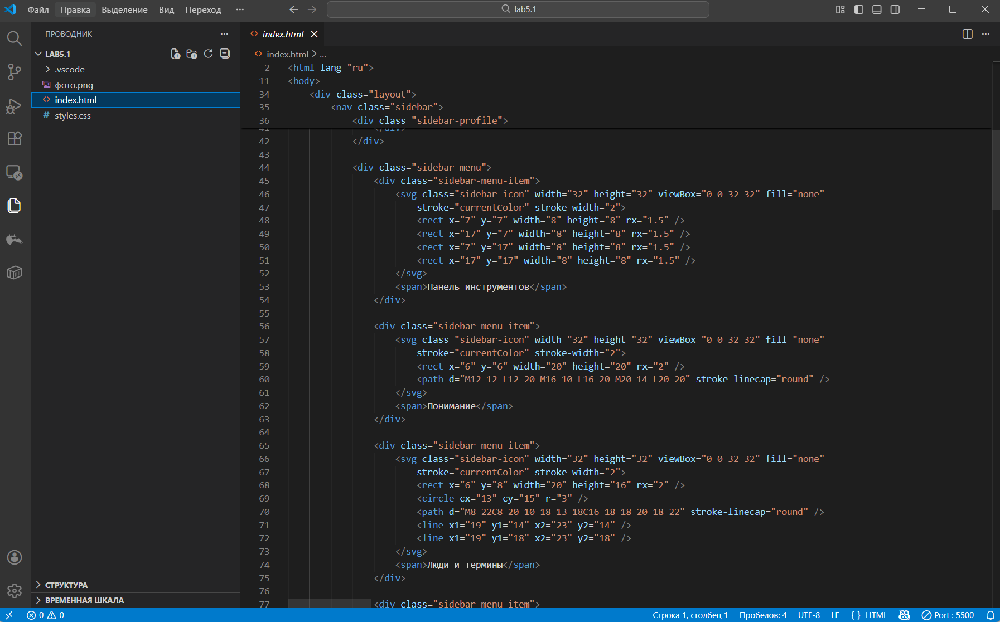 Файл Правка Выделение Вид Переход ··· lab5.1
ПРОВОДНИК ···
LAB5.1
.vscode
фото.png
index.html
styles.css
СТРУКТУРА
ВРЕМЕННАЯ ШКАЛА
index.html
index.html > ...
2 <html lang="ru">
11 <body>
34 <div class="layout">
35 <nav class="sidebar">
36 <div class="sidebar-profile">
41 </div>
42 </div>
43
44 <div class="sidebar-menu">
45 <div class="sidebar-menu-item">
46 <svg class="sidebar-icon" width="32" height="32" viewBox="0 0 32 32" fill="none"
47 stroke="currentColor" stroke-width="2">
48 <rect x="7" y="7" width="8" height="8" rx="1.5" />
49 <rect x="17" y="7" width="8" height="8" rx="1.5" />
50 <rect x="7" y="17" width="8" height="8" rx="1.5" />
51 <rect x="17" y="17" width="8" height="8" rx="1.5" />
52 </svg>
53 <span>Панель инструментов</span>
54 </div>
55
56 <div class="sidebar-menu-item">
57 <svg class="sidebar-icon" width="32" height="32" viewBox="0 0 32 32" fill="none"
58 stroke="currentColor" stroke-width="2">
59 <rect x="6" y="6" width="20" height="20" rx="2" />
60 <path d="M12 12 L12 20 M16 10 L16 20 M20 14 L20 20" stroke-linecap="round" />
61 </svg>
62 <span>Понимание</span>
63 </div>
64
65 <div class="sidebar-menu-item">
66 <svg class="sidebar-icon" width="32" height="32" viewBox="0 0 32 32" fill="none"
67 stroke="currentColor" stroke-width="2">
68 <rect x="6" y="8" width="20" height="16" rx="2" />
69 <circle cx="13" cy="15" r="3" />
70 <path d="M8 22C8 20 10 18 13 18C16 18 18 20 18 22" stroke-linecap="round" />
71 <line x1="19" y1="14" x2="23" y2="14" />
72 <line x1="19" y1="18" x2="23" y2="18" />
73 </svg>
74 <span>Люди и термины</span>
75 </div>
76
77 <div class="sidebar-menu-item">
0 0 Строка 1, столбец 1 Пробелов: 4 UTF-8 LF { } HTML Port : 5500